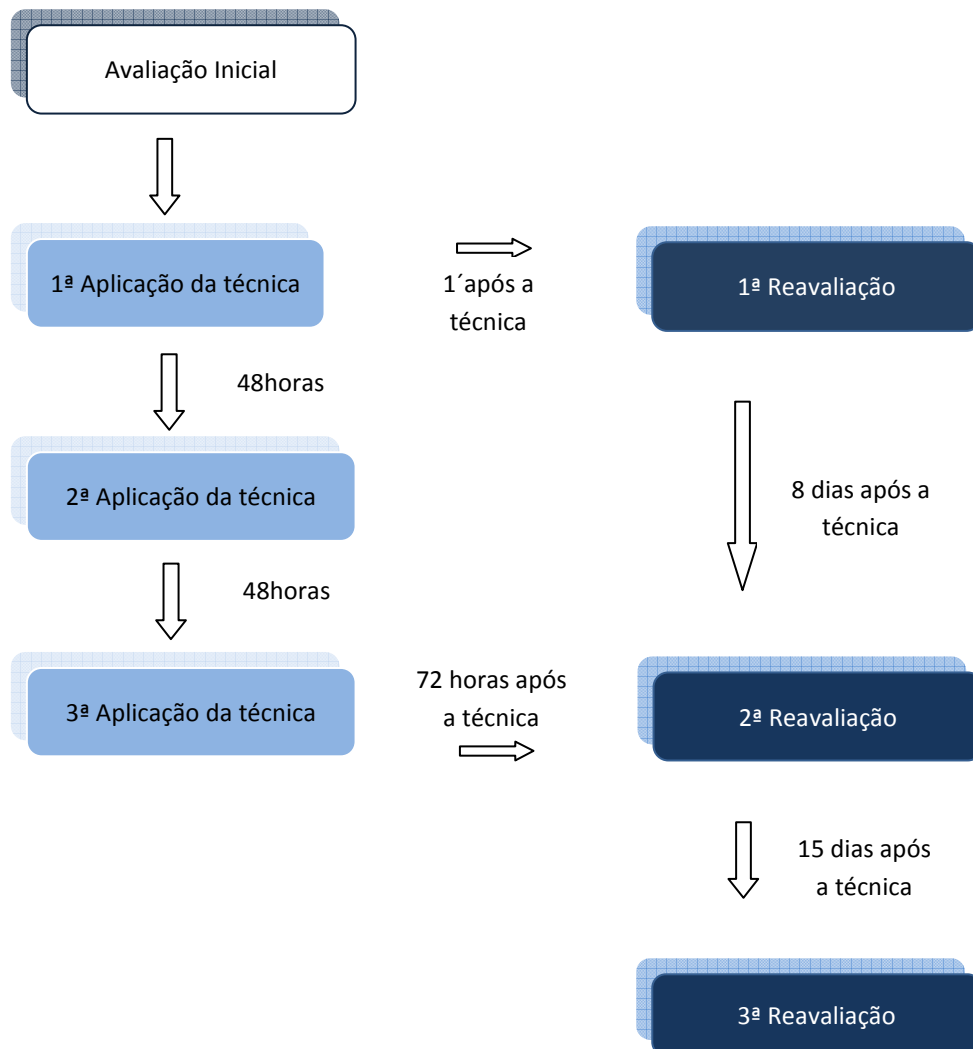 Avaliação Inicial
1ª Aplicação da técnica
1´após a
técnica
1ª Reavaliação
48horas
2ª Aplicação da técnica
8 dias após a
técnica
48horas
3ª Aplicação da técnica
72 horas após
a técnica
2ª Reavaliação
15 dias após
a técnica
3ª Reavaliação